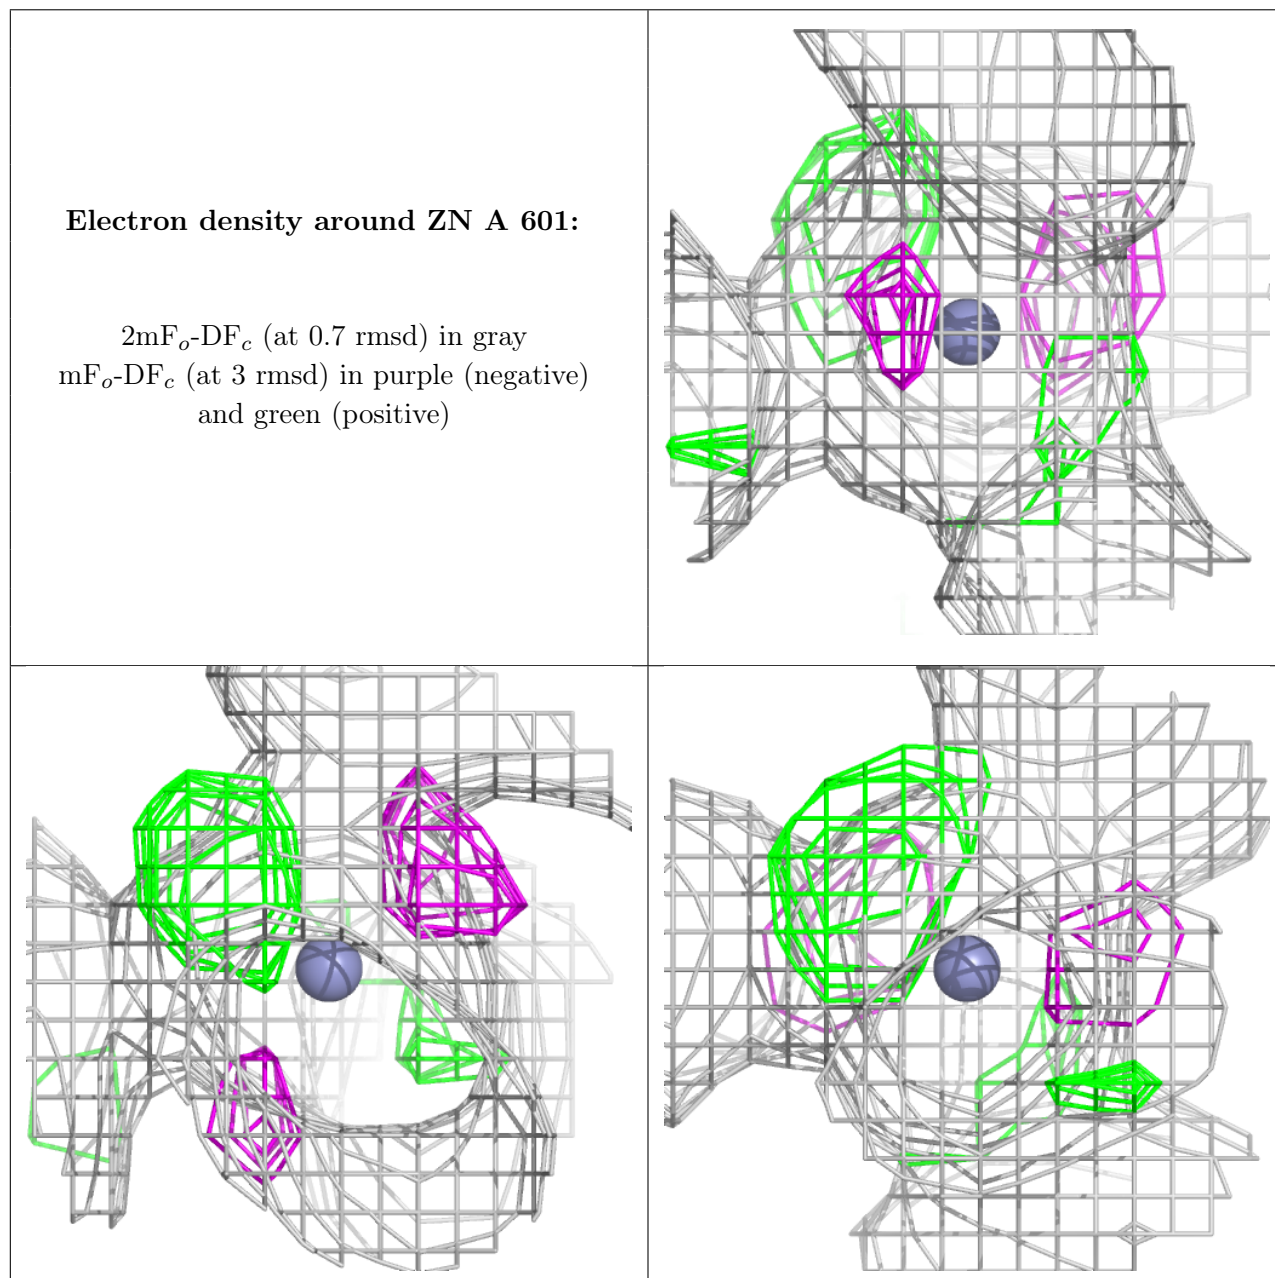 Electron density around ZN A 601:
2mFo-DFc (at 0.7 rmsd) in gray
mFo-DFc (at 3 rmsd) in purple (negative)
and green (positive)